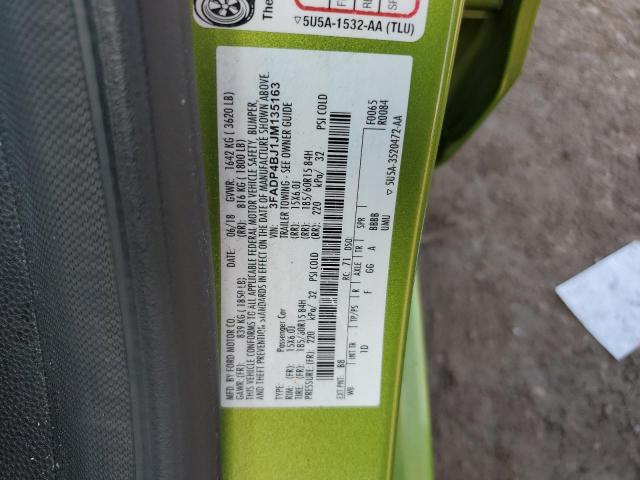 The
5U5A-1532-AA (TLU)
MFD. BY FORD MOTOR CO.
DATE: 06/18 GVWR: 1642 KG ( 3620 LB)
GAWR: (FR): 839 KG (1850 LB) (RR): 816 KG (1800 LB)
THIS VEHICLE CONFORMS TO ALL APPLICABLE FEDERAL MOTOR VEHICLE SAFETY, BUMPER,
AND THEFT PREVENTION STANDARDS IN EFFECT ON THE DATE OF MANUFACTURE SHOWN ABOVE.
VIN: 3FADP4BJ1JM135163
TYPE: Passenger Car TRAILER TOWING - SEE OWNER GUIDE
RIM: (FR): 15X6.0J (RR): 15X6.0J
TIRE: (FR): 185/60R15 84H (RR): 185/60R15 84H
PRESSURE (FR): 220 kPa/ 32 PSI COLD (RR): 220 kPa/ 32 PSI COLD
RC: 71 DSO: F0065
R0084
EXT PNT: B8
WB INT TR TP/PS R AXLE TR SPR
1D F GG A BBBB
UMU
5U5A-3520472-AA